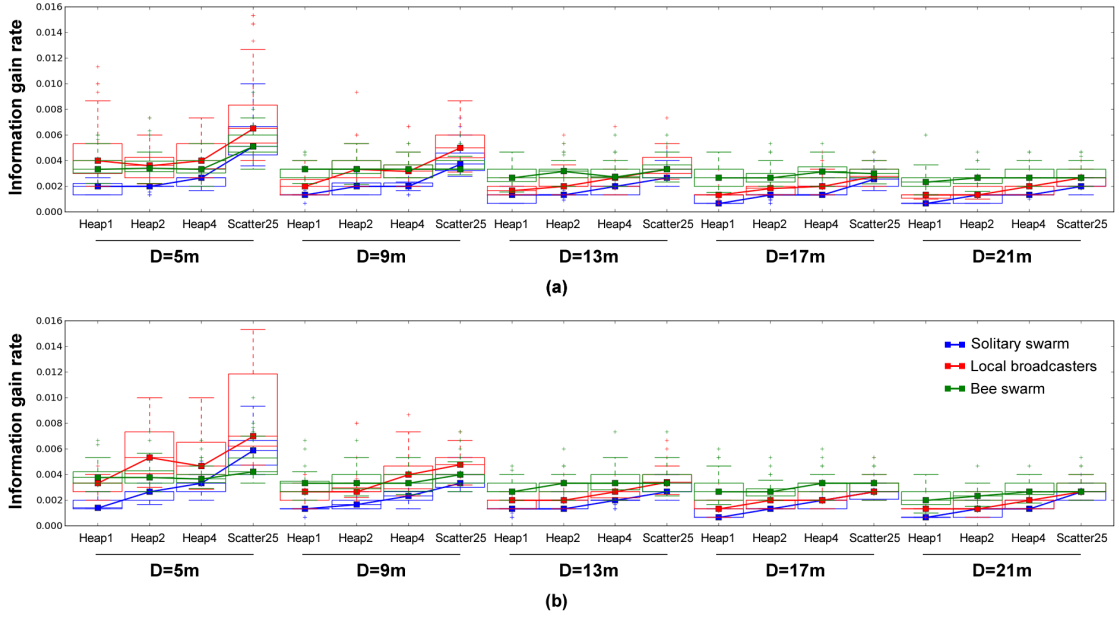 0.016
0.014
0.012
0.010
0.008
0.006
0.004
0.002
0.000
Information gain rate
Heap1 Heap2 Heap4 Scatter25 Heap1 Heap2 Heap4 Scatter25 Heap1 Heap2 Heap4 Scatter25 Heap1 Heap2 Heap4 Scatter25 Heap1 Heap2 Heap4 Scatter25
D=5m D=9m D=13m D=17m D=21m
(a)
0.016
0.014
0.012
0.010
0.008
0.006
0.004
0.002
0.000
Information gain rate
Solitary swarm
Local broadcasters
Bee swarm
Heap1 Heap2 Heap4 Scatter25 Heap1 Heap2 Heap4 Scatter25 Heap1 Heap2 Heap4 Scatter25 Heap1 Heap2 Heap4 Scatter25 Heap1 Heap2 Heap4 Scatter25
D=5m D=9m D=13m D=17m D=21m
(b)